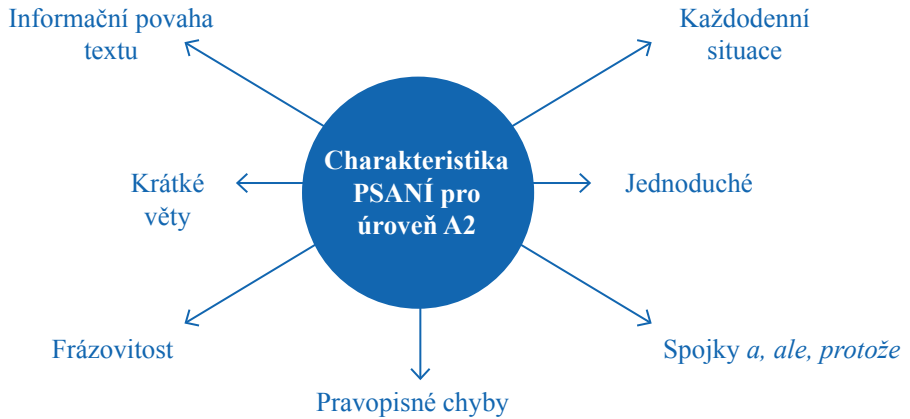 Informační povaha
textu
Každodenní
situace
Charakteristika
PSANÍ pro
úroveň A2
Krátké
věty
Jednoduché
Frázovitost
Spojky a, ale, protože
Pravopisné chyby